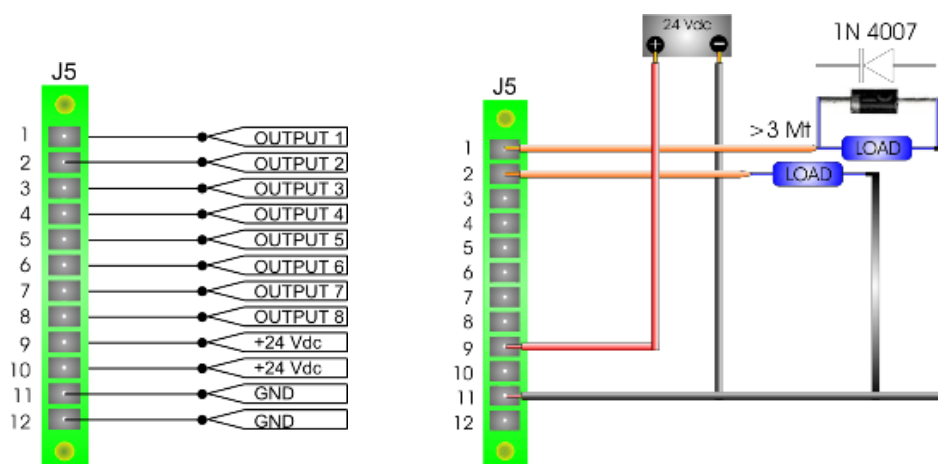 J5
1 OUTPUT 1
2 OUTPUT 2
3 OUTPUT 3
4 OUTPUT 4
5 OUTPUT 5
6 OUTPUT 6
7 OUTPUT 7
8 OUTPUT 8
9 +24 Vdc
10 +24 Vdc
11 GND
12 GND
24 Vdc
+ −
1N 4007
J5
>3 Mt
1 LOAD
2 LOAD
3
4
5
6
7
8
9
10
11
12